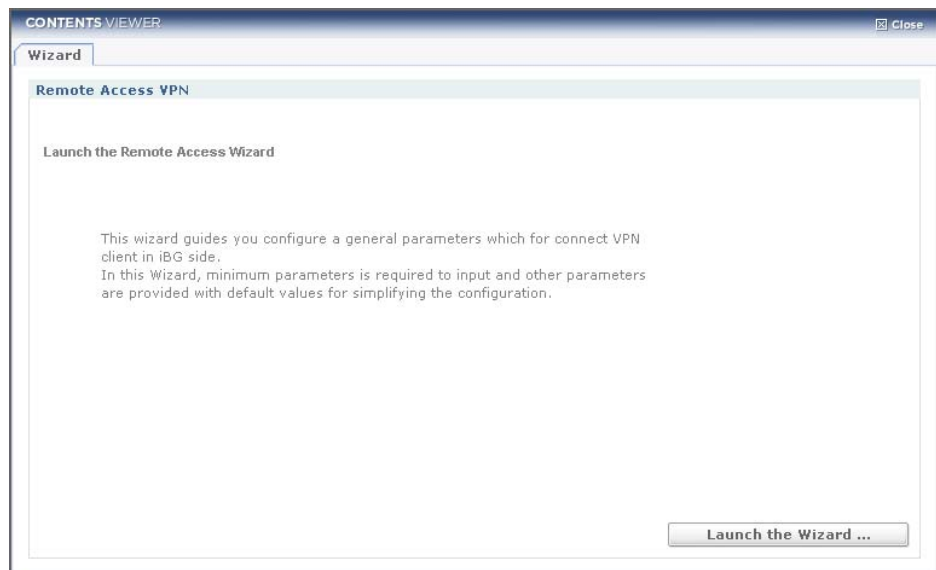 CONTENTS VIEWER
Close
Wizard
Remote Access VPN
Launch the Remote Access Wizard
This wizard guides you configure a general parameters which for connect VPN
client in iBG side.
In this Wizard, minimum parameters is required to input and other parameters
are provided with default values for simplifying the configuration.
Launch the Wizard ...